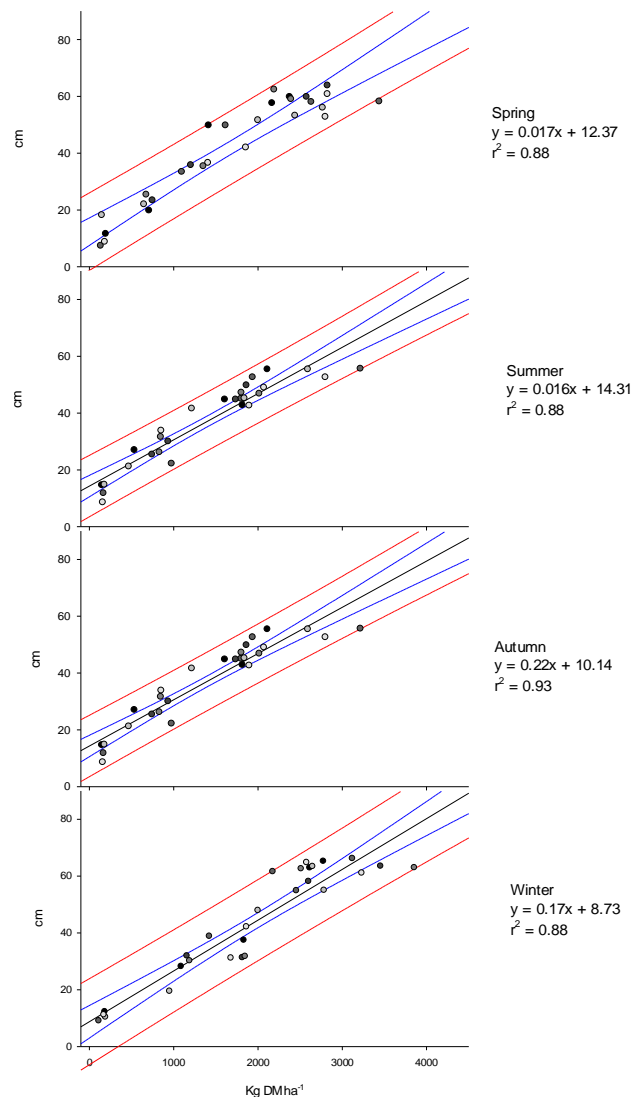 80
60
40
20
0
cm
Spring
y = 0.017x + 12.37
r² = 0.88
80
60
40
20
0
cm
Summer
y = 0.016x + 14.31
r² = 0.88
80
60
40
20
0
cm
Autumn
y = 0.22x + 10.14
r² = 0.93
80
60
40
20
0
cm
Winter
y = 0.17x + 8.73
r² = 0.88
0 1000 2000 3000 4000
Kg DM ha⁻¹